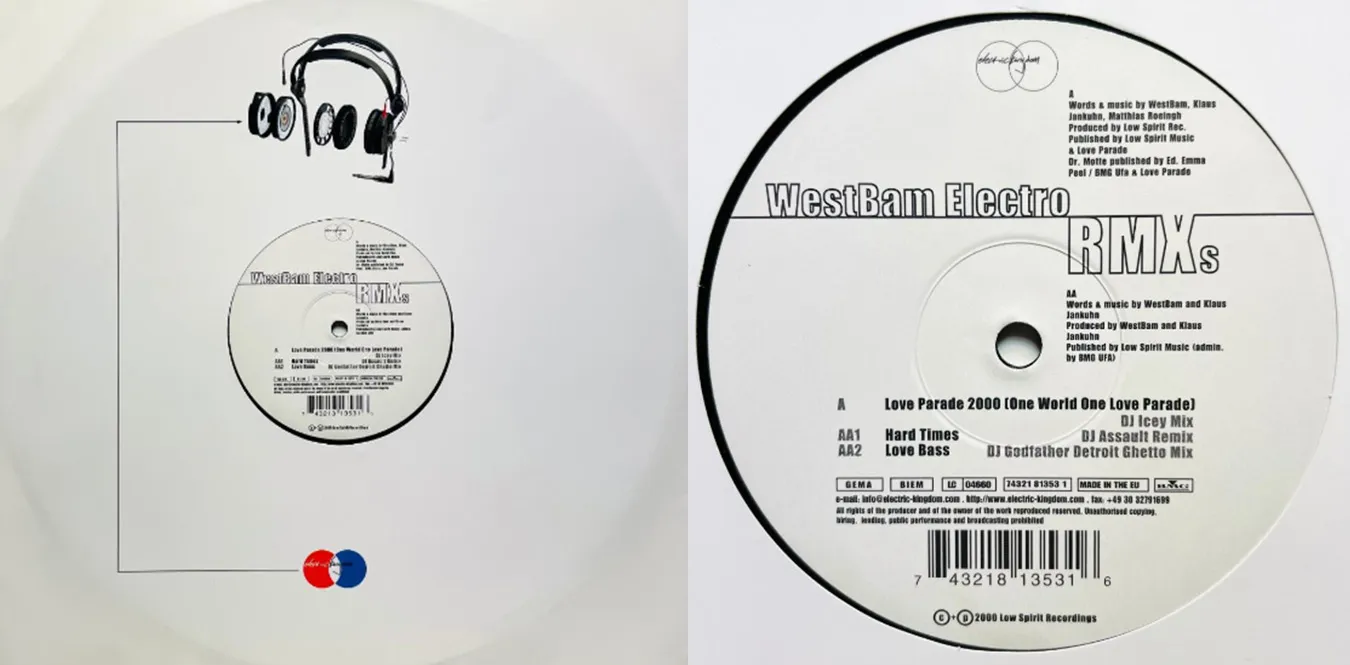 WestBam Electro
RMXs
electric kingdom
A
Words & music by WestBam, Klaus
Jankuhn, Matthias Roeingh
Produced by Low Spirit Rec.
Published by Low Spirit Music
& Love Parade
Dr. Motte published by Ed. Emma
Peel / BMG Ufa & Love Parade
WestBam Electro
RMXs
AA
Words & music by WestBam and Klaus
Jankuhn
Produced by WestBam and Klaus
Jankuhn
Published by Low Spirit Music (admin.
by BMG UFA)
A Love Parade 2000 (One World One Love Parade)
DJ Icey Mix
AA1 Hard Times DJ Assault Remix
AA2 Love Bass DJ Godfather Detroit Ghetto Mix
GEMA BIEM LC 04660 74321 81353 1 MADE IN THE EU BMG
e-mail: info@electric-kingdom.com . http://www.electric-kingdom.com . fax: +49 30 32791699
All rights of the producer and of the owner of the work reproduced reserved. Unauthorised copying,
hiring, lending, public performance and broadcasting prohibited
7 43218 13531 6
©+℗2000 Low Spirit Recordings